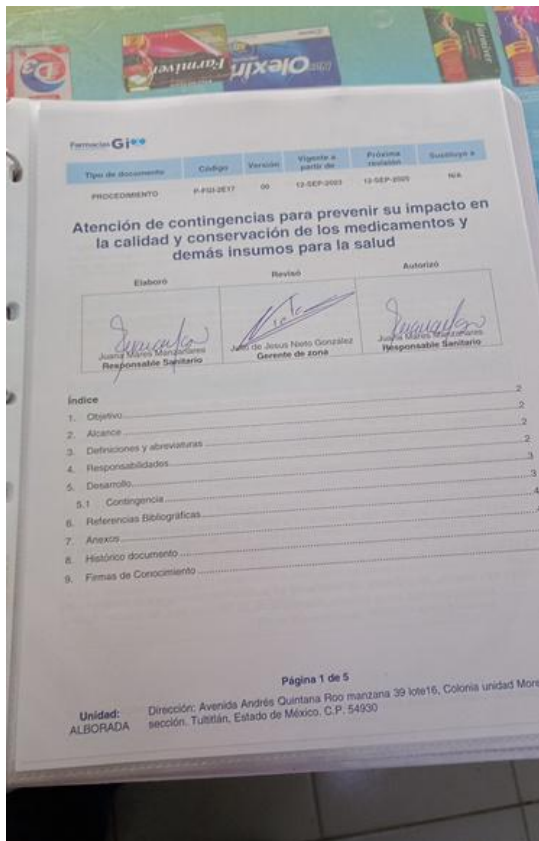 D3
Farmiver
Olexin
Farmiver
Farmacias Gi
Tipo de documento Código Versión Vigente a partir de Próxima revisión Sustituye a
PROCEDIMIENTO 00 12-SEP-2023 12-SEP-2025 N/A
Atención de contingencias para prevenir su impacto en
la calidad y conservación de los medicamentos y
demás insumos para la salud
Elaboró Revisó Autorizó
Juana Mares Manzanares
Responsable Sanitario
de Jesus Nieto González
Gerente de zona
Juana Mares Manzanares
Responsable Sanitario
Índice
1. Objetivo 2
2. Alcance 2
3. Definiciones y abreviaturas 2
4. Responsabilidades 2
5. Desarrollo 3
5.1 Contingencia 3
6. Referencias Bibliográficas 4
7. Anexos
8. Histórico documento
9. Firmas de Conocimiento
Página 1 de 5
Unidad:
ALBORADA
Dirección: Avenida Andrés Quintana Roo manzana 39 lote16, Colonia unidad More
sección. Tultitlán, Estado de México. C.P. 54930